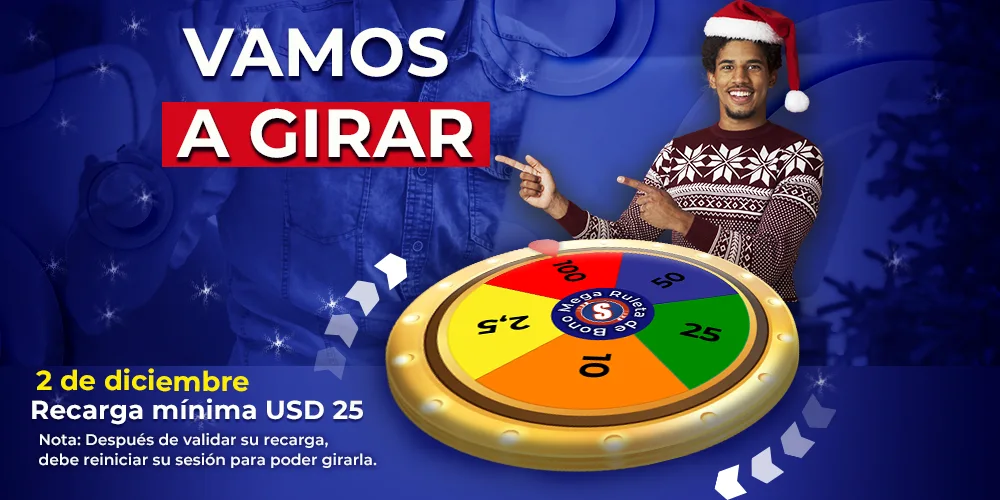 VAMOS
A GIRAR
100
50
2,5
25
10
Mega Ruleta
de Bono
S
2 de diciembre
Recarga mínima USD 25
Nota: Después de validar su recarga,
debe reiniciar su sesión para poder girarla.